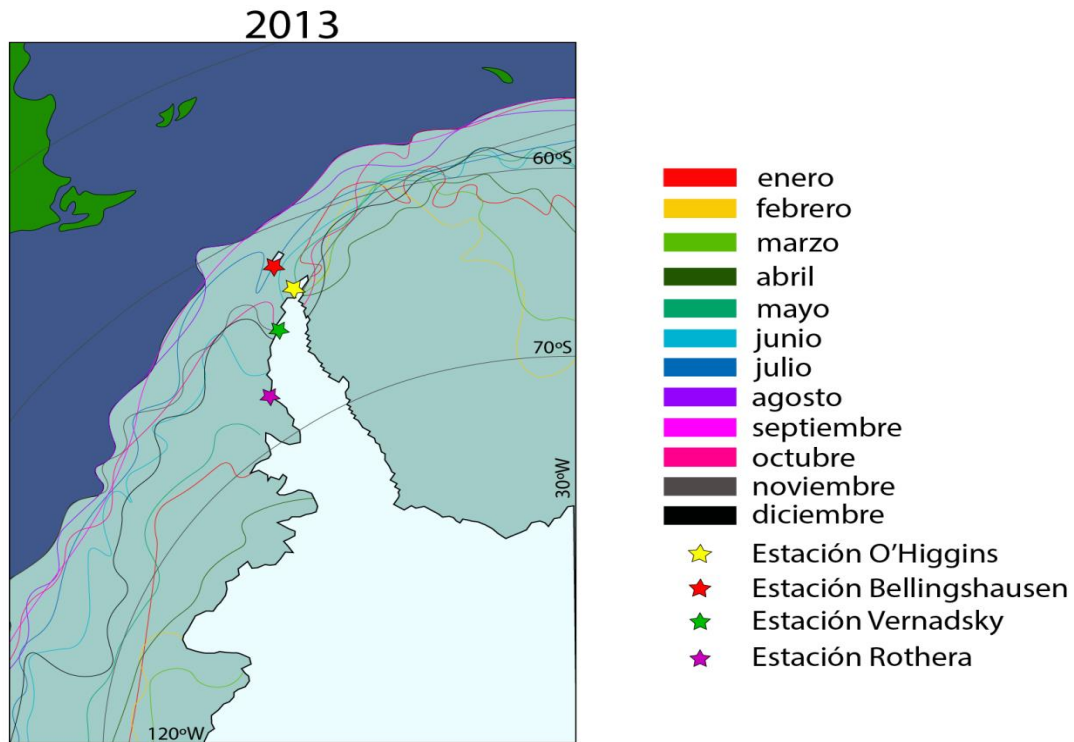 2013
60ºS
70ºS
30ºW
120ºW
enero
febrero
marzo
abril
mayo
junio
julio
agosto
septiembre
octubre
noviembre
diciembre
Estación O'Higgins
Estación Bellingshausen
Estación Vernadsky
Estación Rothera